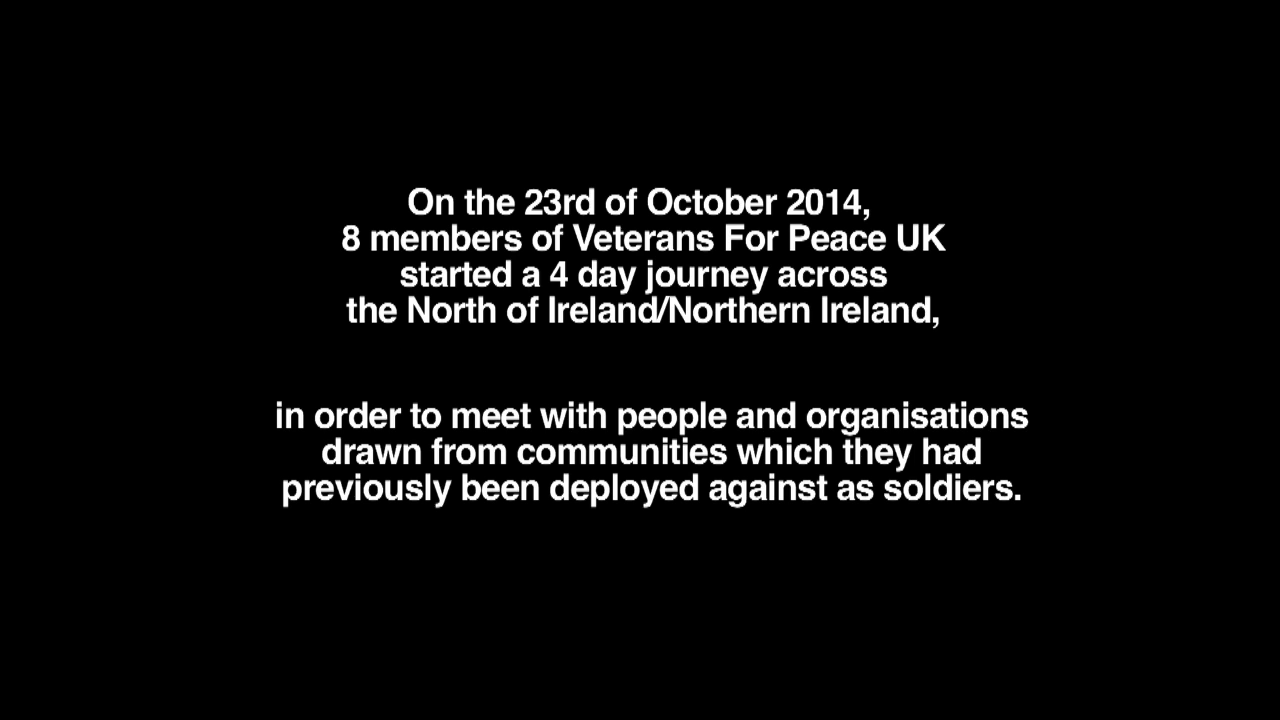 On the 23rd of October 2014,
8 members of Veterans For Peace UK
started a 4 day journey across
the North of Ireland/Northern Ireland,
in order to meet with people and organisations
drawn from communities which they had
previously been deployed against as soldiers.